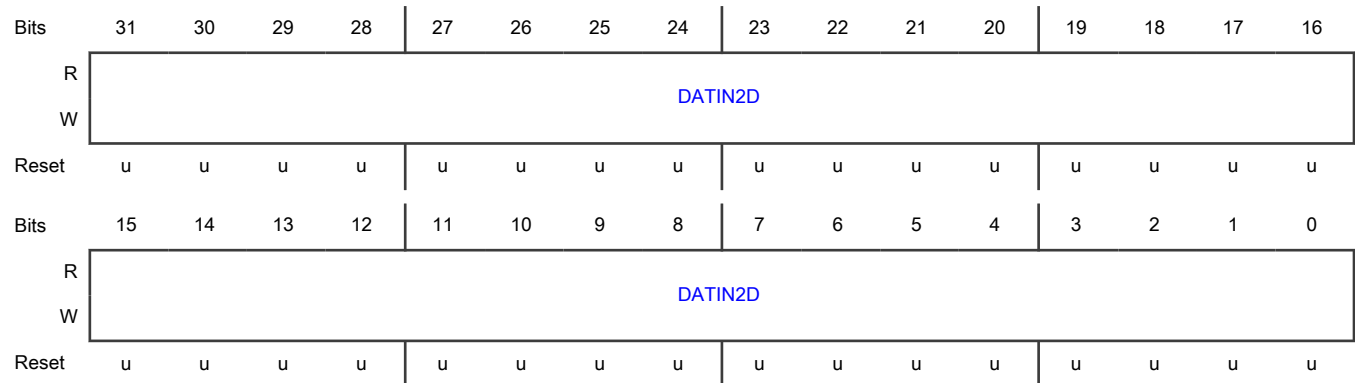 Bits 31 30 29 28 27 26 25 24 23 22 21 20 19 18 17 16
R
DATIN2D
W
Reset u u u u u u u u u u u u u u u u
Bits 15 14 13 12 11 10 9 8 7 6 5 4 3 2 1 0
R
DATIN2D
W
Reset u u u u u u u u u u u u u u u u